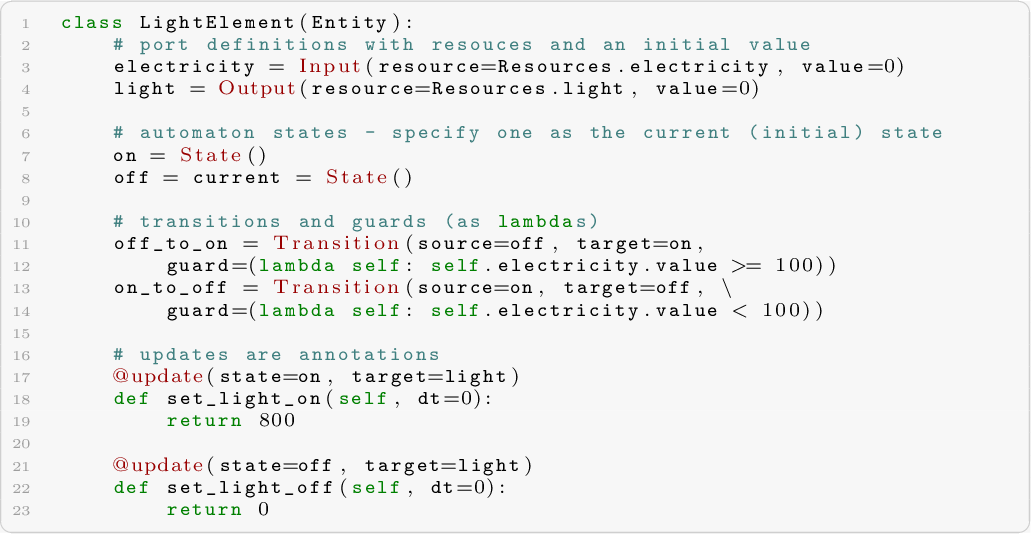 1 class LightElement(Entity):
2     # port definitions with resouces and an initial value
3     electricity = Input(resource=Resources.electricity, value=0)
4     light = Output(resource=Resources.light, value=0)
5
6     # automaton states - specify one as the current (initial) state
7     on = State()
8     off = current = State()
9
10     # transitions and guards (as lambdas)
11     off_to_on = Transition(source=off, target=on,
12         guard=(lambda self: self.electricity.value >= 100))
13     on_to_off = Transition(source=on, target=off, \
14         guard=(lambda self: self.electricity.value < 100))
15
16     # updates are annotations
17     @update(state=on, target=light)
18     def set_light_on(self, dt=0):
19         return 800
20
21     @update(state=off, target=light)
22     def set_light_off(self, dt=0):
23         return 0